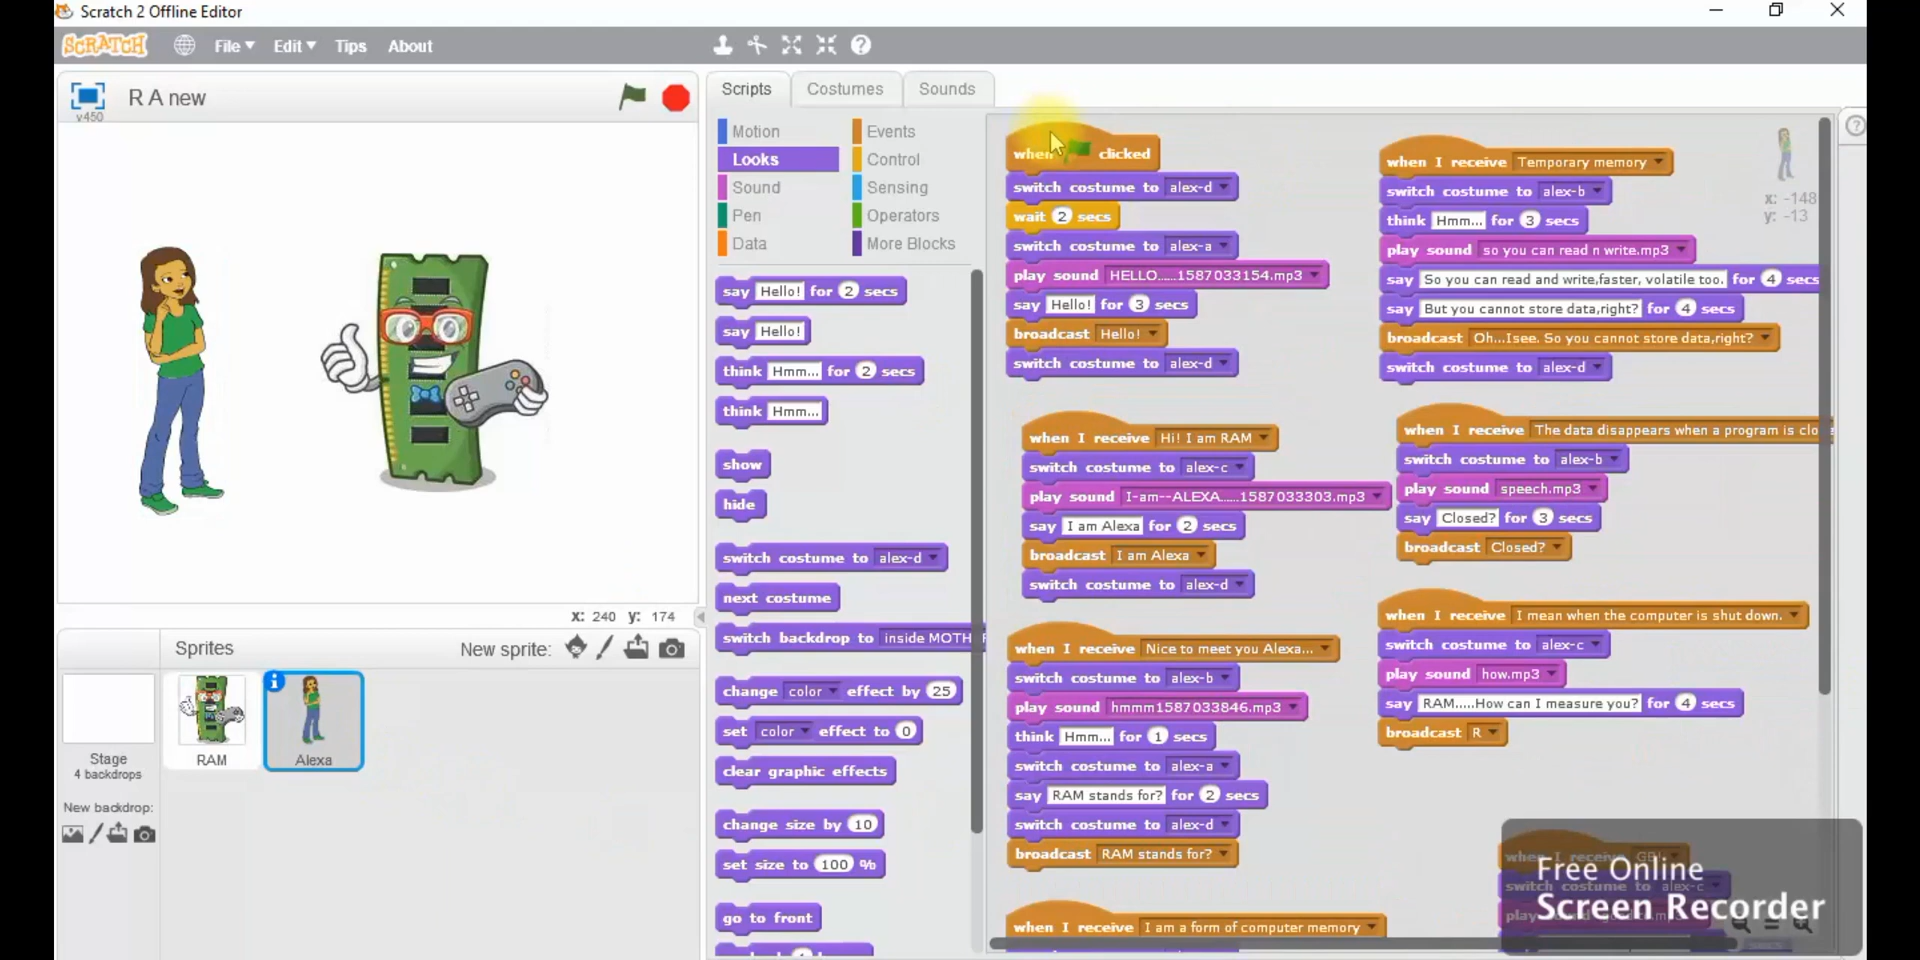 Scratch 2 Offline Editor
SCRATCH File Edit Tips About
v450
R A new
x: 240 y: 174
Sprites New sprite:
Stage
4 backdrops
New backdrop:
RAM
Alexa
Scripts Costumes Sounds
Motion Events
Looks Control
Sound Sensing
Pen Operators
Data More Blocks
say Hello! for 2 secs
say Hello!
think Hmm... for 2 secs
think Hmm...
show
hide
switch costume to alex-d
next costume
switch backdrop to inside MOTH
change color effect by 25
set color effect to 0
clear graphic effects
change size by 10
set size to 100 %
go to front
when clicked
switch costume to alex-d
wait 2 secs
switch costume to alex-a
play sound HELLO.....1587033154.mp3
say Hello! for 3 secs
broadcast Hello!
switch costume to alex-d
when I receive Hi! I am RAM
switch costume to alex-c
play sound I-am--ALEXA.....1587033303.mp3
say I am Alexa for 2 secs
broadcast I am Alexa
switch costume to alex-d
when I receive Nice to meet you Alexa...
switch costume to alex-b
play sound hmmm1587033846.mp3
think Hmm... for 1 secs
switch costume to alex-a
say RAM stands for? for 2 secs
switch costume to alex-d
broadcast RAM stands for?
when I receive I am a form of computer memory
when I receive Temporary memory
switch costume to alex-b
think Hmm... for 3 secs
play sound so you can read n write.mp3
say So you can read and write,faster, volatile too. for 4 secs
say But you cannot store data,right? for 4 secs
broadcast Oh...Isee. So you cannot store data,right?
switch costume to alex-d
when I receive The data disappears when a program is clo
switch costume to alex-b
play sound speech.mp3
say Closed? for 3 secs
broadcast Closed?
when I receive I mean when the computer is shut down.
switch costume to alex-c
play sound how.mp3
say RAM.....How can I measure you? for 4 secs
broadcast R
x: -148
y: -13
when I receive
switch costume to alex-c
Free Online
Screen Recorder